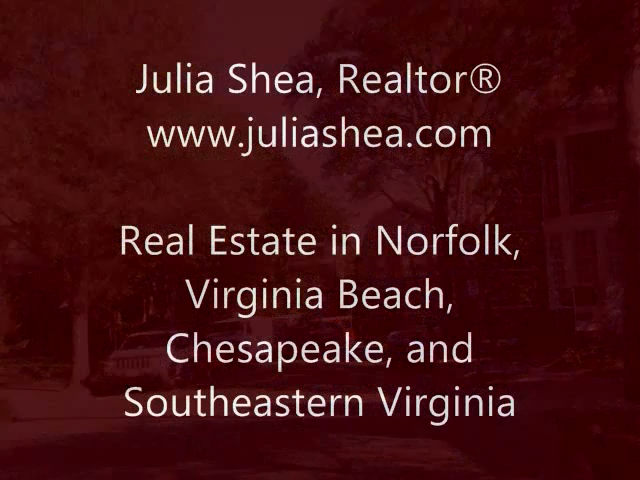 Julia Shea, Realtor®
www.juliashea.com
Real Estate in Norfolk,
Virginia Beach,
Chesapeake, and
Southeastern Virginia